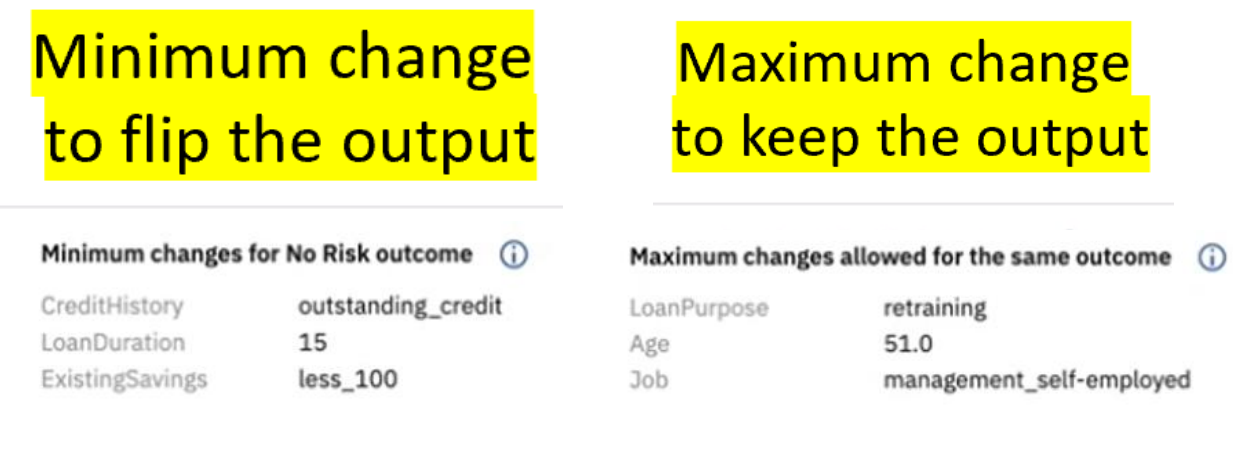 Minimum change
to flip the output
Minimum changes for No Risk outcome
CreditHistory outstanding_credit
LoanDuration 15
ExistingSavings less_100
Maximum change
to keep the output
Maximum changes allowed for the same outcome
LoanPurpose retraining
Age 51.0
Job management_self-employed